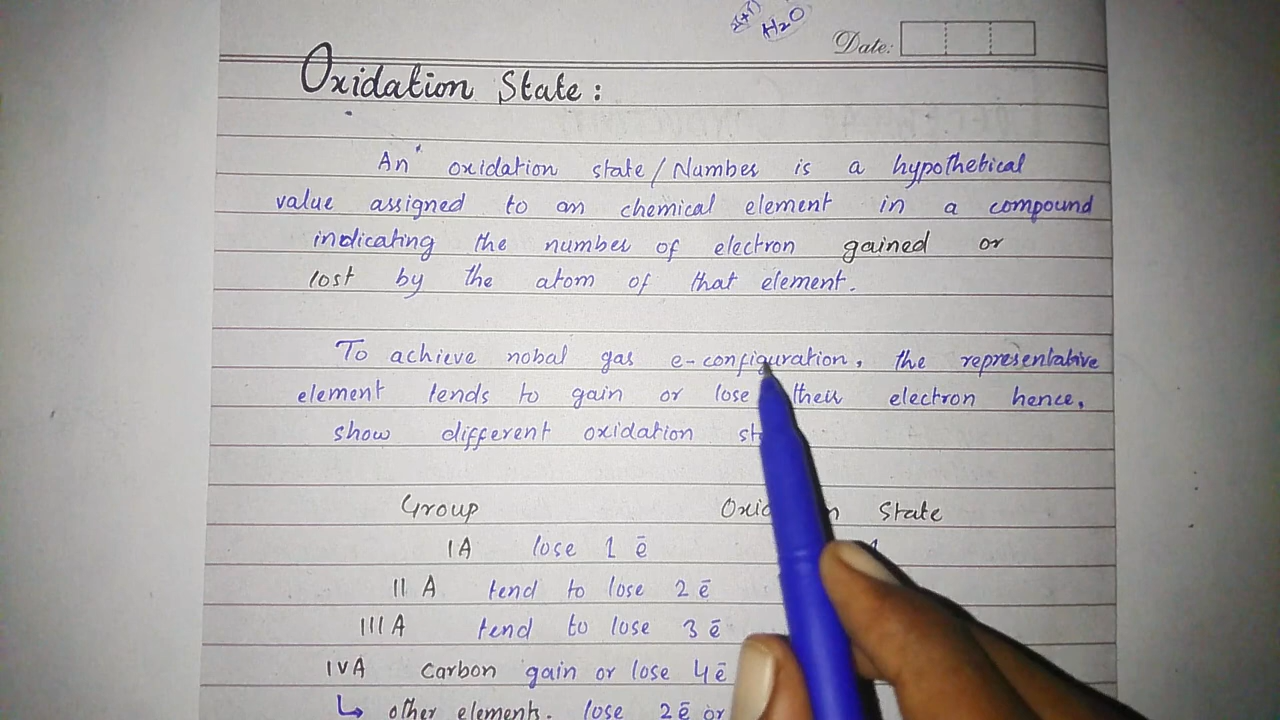 H₂O
Date:
Oxidation State:
An oxidation state/Number is a hypothetical
value assigned to an chemical element in a compound
indicating the number of electron gained or
lost by the atom of that element.
To achieve nobal gas e-configuration, the representative
element tends to gain or lose their electron hence,
show different oxidation
Group State
IA lose 1 ē
II A tend to lose 2 ē
III A tend to lose 3 ē
IVA Carbon gain or lose 4 ē
↳ other elements. lose 2ē or